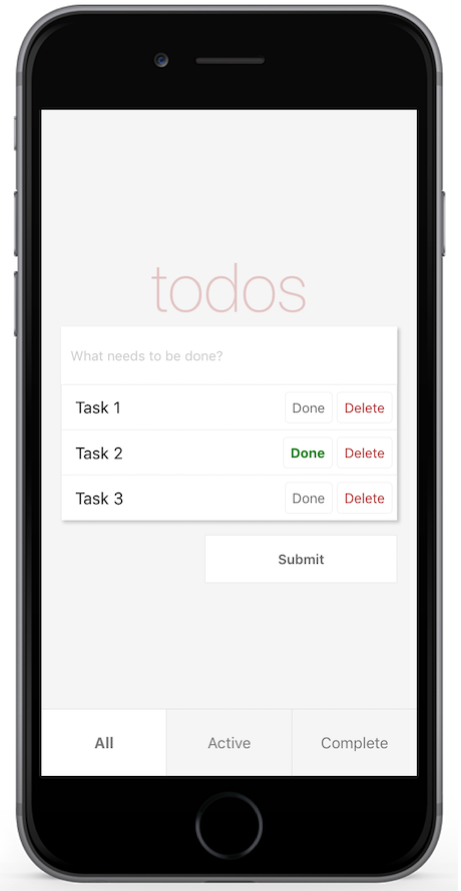 todos
What needs to be done?
Task 1 Done Delete
Task 2 Done Delete
Task 3 Done Delete
Submit
All Active Complete